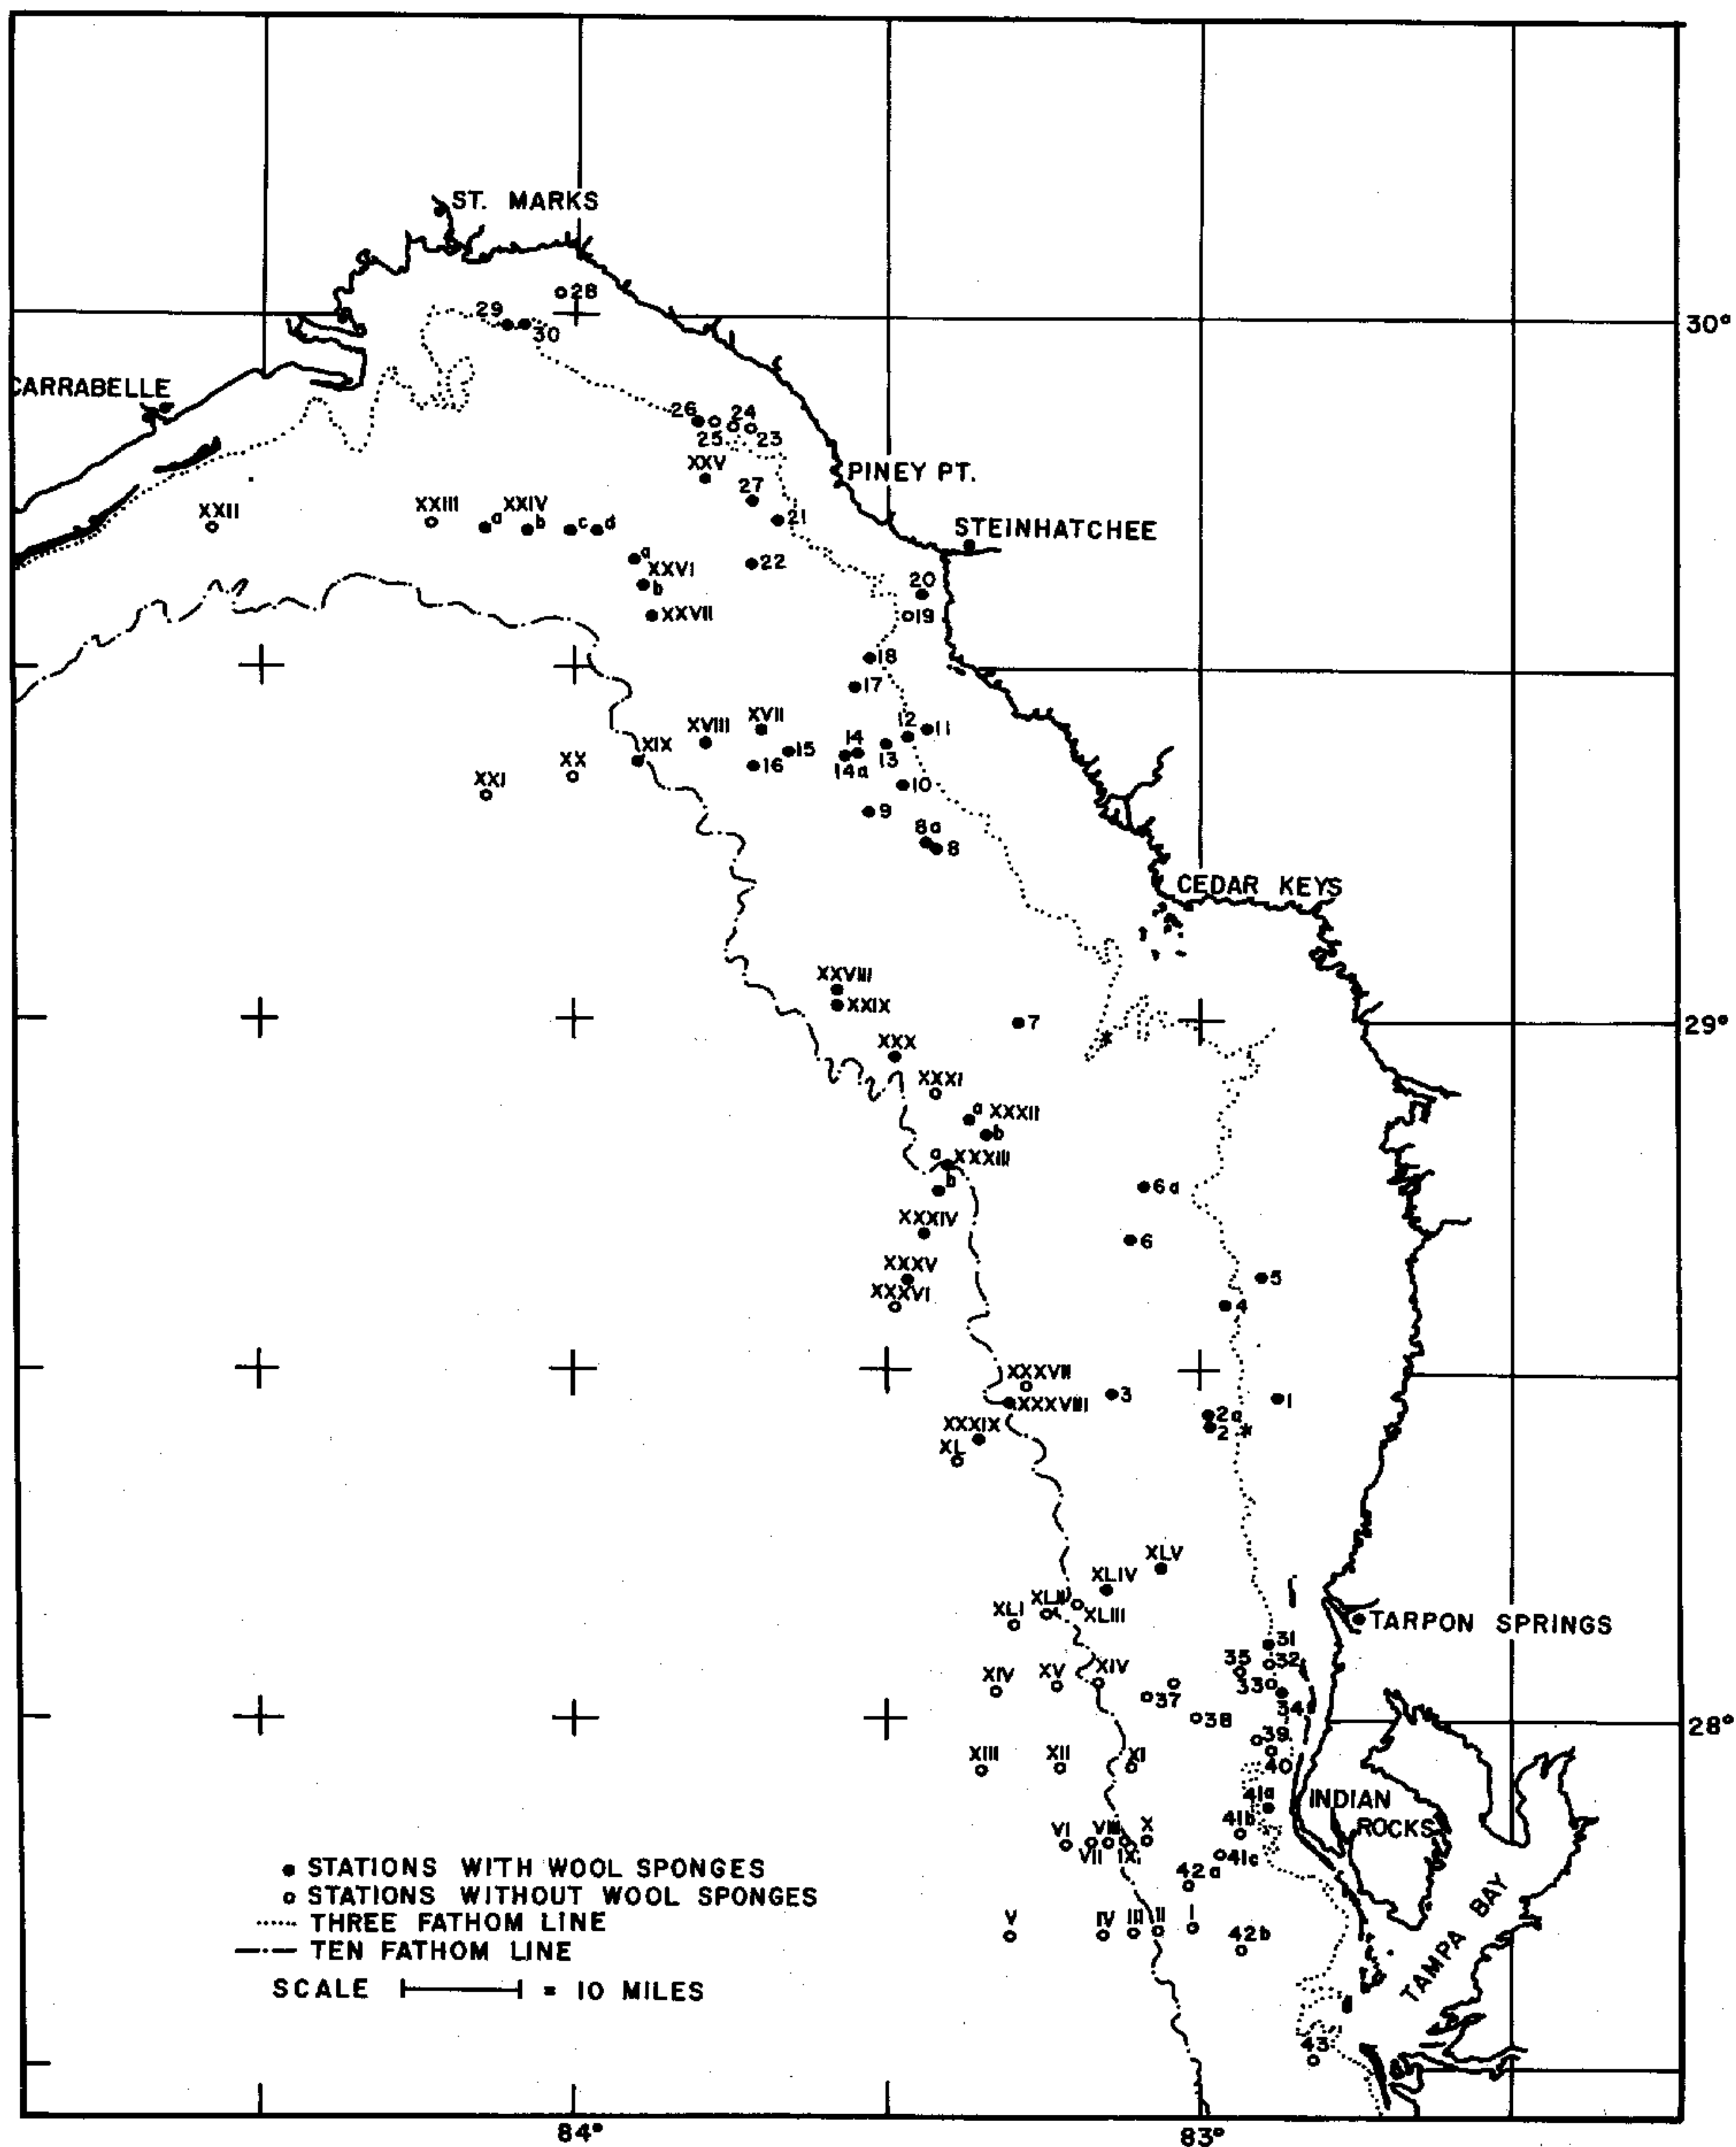 ST. MARKS
28
29
30
30°
CARRABELLE
26
24
25
23
XXV
PINEY PT.
27
XXII
XXIII
a
XXIV
b
c
d
21
STEINHATCHEE
a
XXVI
22
b
20
XXVII
19
18
17
XVII
12
11
XVIII
14
XIX
15
13
XX
16
14a
XXI
10
9
8a
8
CEDAR KEYS
XXVIII
XXIX
7
29°
XXX
XXXI
a
XXXII
b
a
XXXIII
b
6a
XXXIV
6
XXXV
5
XXXVI
4
XXXVII
3
1
XXXVIII
2a
XXXIX
2
*
XL
XLV
XLIV
XLI
XLII
XLIII
TARPON SPRINGS
31
35
32
XIV
XV
XIV
33
37
34
38
28°
39
XIII
XII
XI
40
41a
INDIAN
ROCKS
41b
VI
VIII
X
VII
IX
41c
STATIONS WITH WOOL SPONGES
42a
STATIONS WITHOUT WOOL SPONGES
THREE FATHOM LINE
V
IV
III
II
I
42b
TEN FATHOM LINE
TAMPA BAY
SCALE = 10 MILES
43
84°
83°